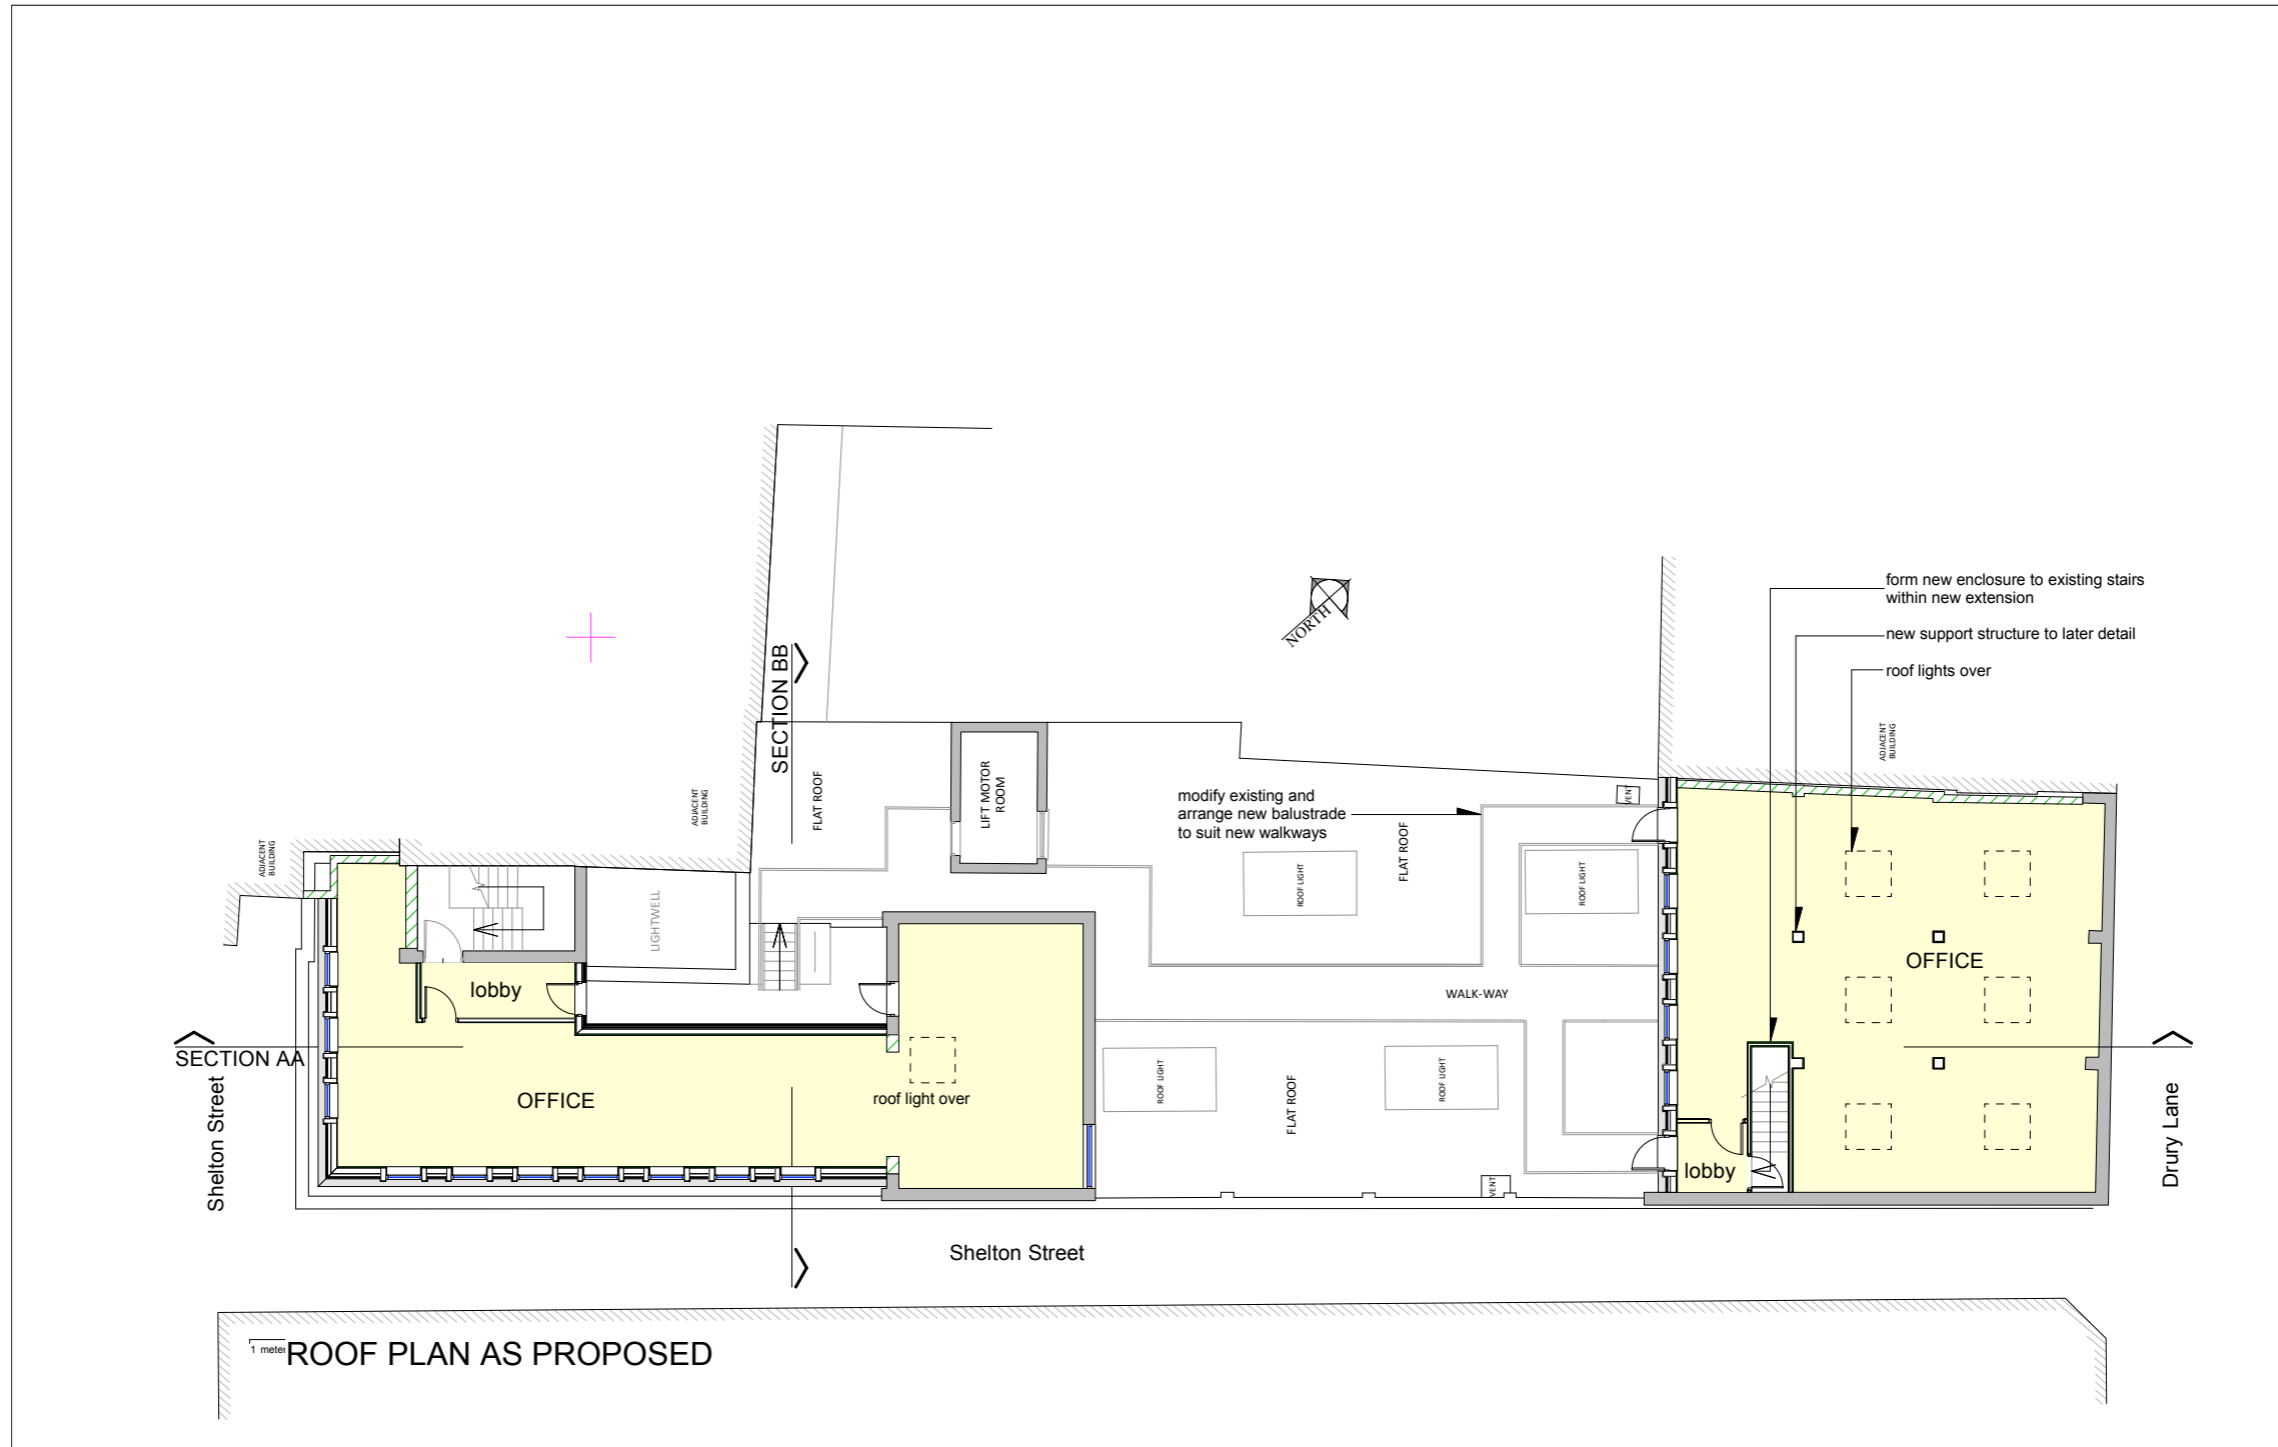 form new enclosure to existing stairs
within new extension
new support structure to later detail
roof lights over
NORTH
SECTION BB
ADJACENT
BUILDING
FLAT ROOF
LIFT MOTOR
ROOM
modify existing and
arrange new balustrade
to suit new walkways
VENT
FLAT ROOF
ADJACENT
BUILDING
ADJACENT
BUILDING
ROOF LIGHT
ROOF LIGHT
LIGHTWELL
OFFICE
lobby
WALK-WAY
SECTION AA
Shelton Street
OFFICE
roof light over
ROOF LIGHT
FLAT ROOF
ROOF LIGHT
VENT
lobby
Drury Lane
Shelton Street
1 meter
ROOF PLAN AS PROPOSED